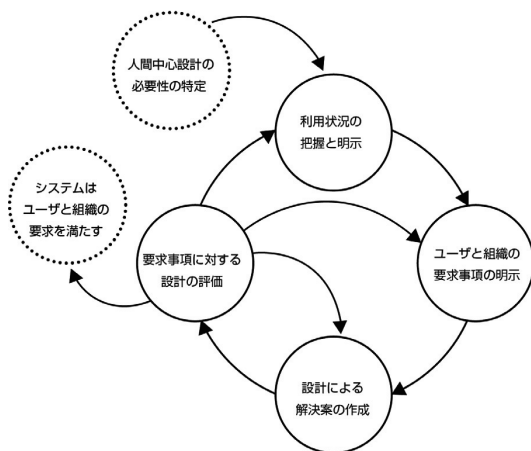 人間中心設計の
必要性の特定
利用状況の
把握と明示
システムは
ユーザと組織の
要求を満たす
要求事項に対する
設計の評価
ユーザと組織の
要求事項の明示
設計による
解決案の作成